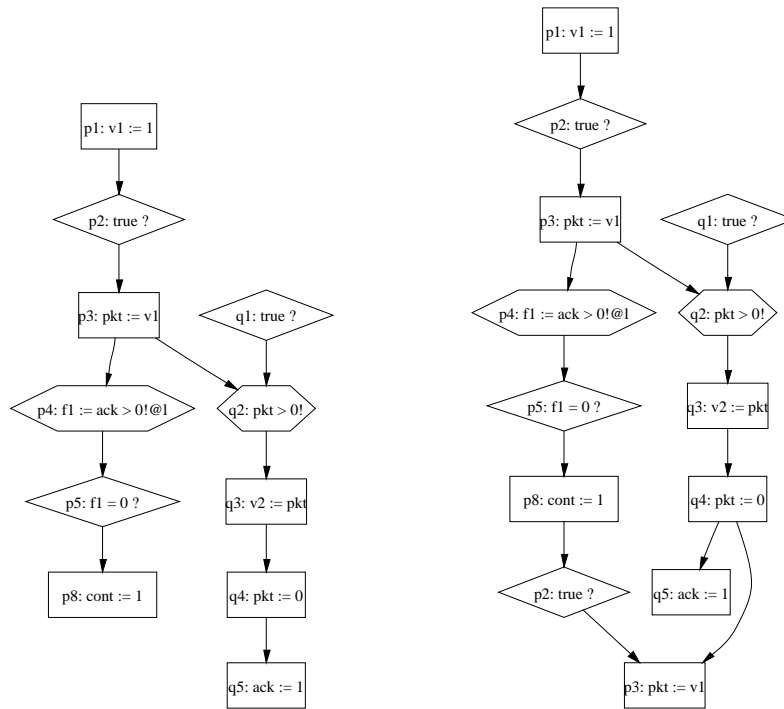 p1: v1 := 1
p2: true ?
p3: pkt := v1
q1: true ?
p4: f1 := ack > 0!@l
q2: pkt > 0!
p5: f1 = 0 ?
q3: v2 := pkt
p8: cont := 1
q4: pkt := 0
q5: ack := 1
p1: v1 := 1
p2: true ?
p3: pkt := v1
q1: true ?
p4: f1 := ack > 0!@l
q2: pkt > 0!
p5: f1 = 0 ?
q3: v2 := pkt
p8: cont := 1
q4: pkt := 0
p2: true ?
q5: ack := 1
p3: pkt := v1